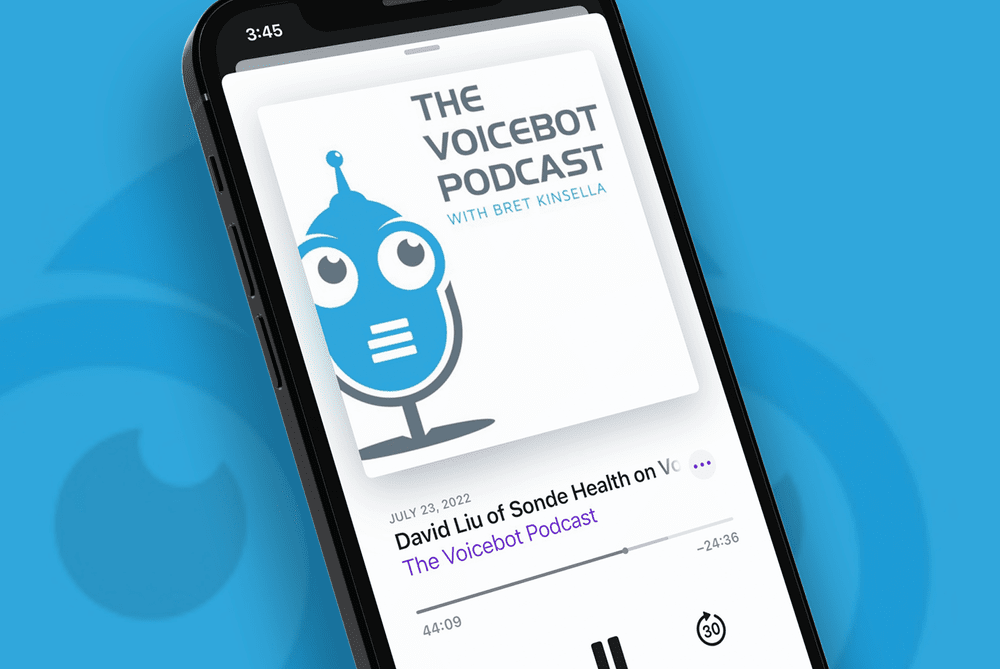 3:45
THE
VOICEBOT
PODCAST
WITH BRET KINSELLA
JULY 23, 2022
David Liu of Sonde Health on
The Voicebot Podcast
44:09
-24:36
30